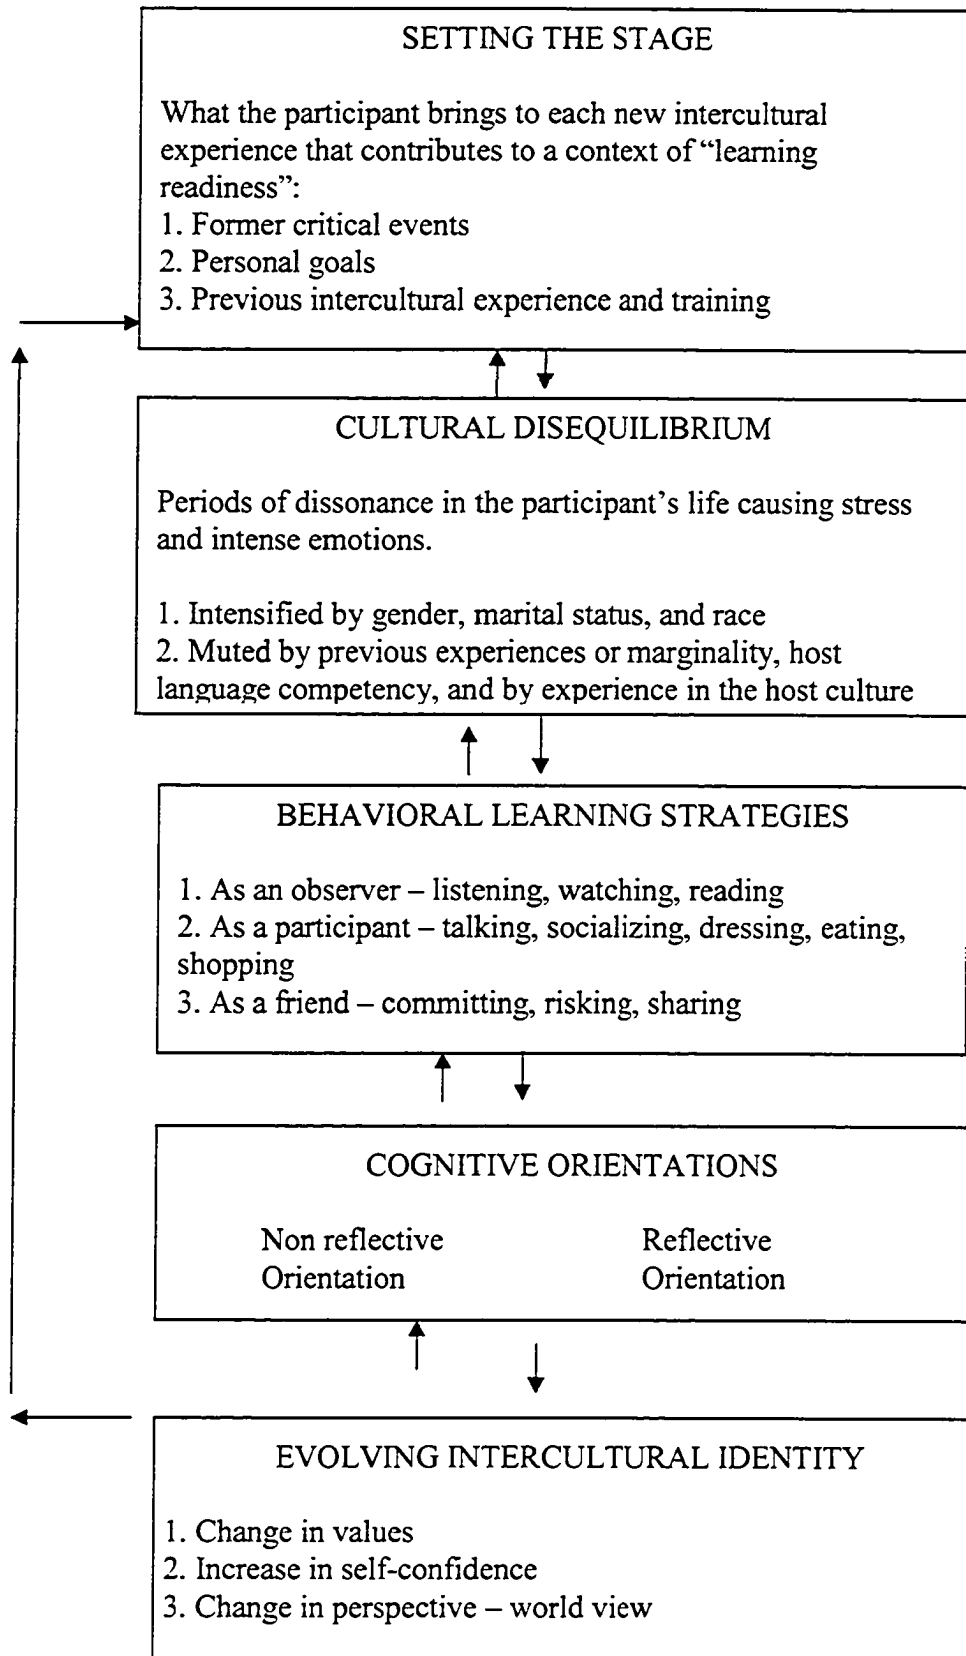 SETTING THE STAGE
What the participant brings to each new intercultural
experience that contributes to a context of “learning
readiness”:
1. Former critical events
2. Personal goals
3. Previous intercultural experience and training
CULTURAL DISEQUILIBRIUM
Periods of dissonance in the participant’s life causing stress
and intense emotions.
1. Intensified by gender, marital status, and race
2. Muted by previous experiences or marginality, host
language competency, and by experience in the host culture
BEHAVIORAL LEARNING STRATEGIES
1. As an observer – listening, watching, reading
2. As a participant – talking, socializing, dressing, eating,
shopping
3. As a friend – committing, risking, sharing
COGNITIVE ORIENTATIONS
Non reflective Reflective
Orientation Orientation
EVOLVING INTERCULTURAL IDENTITY
1. Change in values
2. Increase in self-confidence
3. Change in perspective – world view